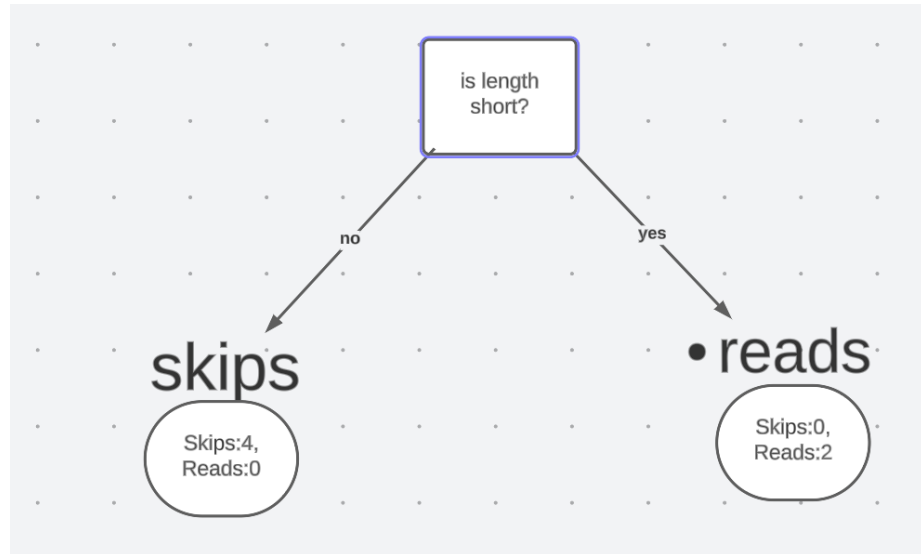 is length
short?
no
yes
skips
• reads
Skips:4,
Reads:0
Skips:0,
Reads:2